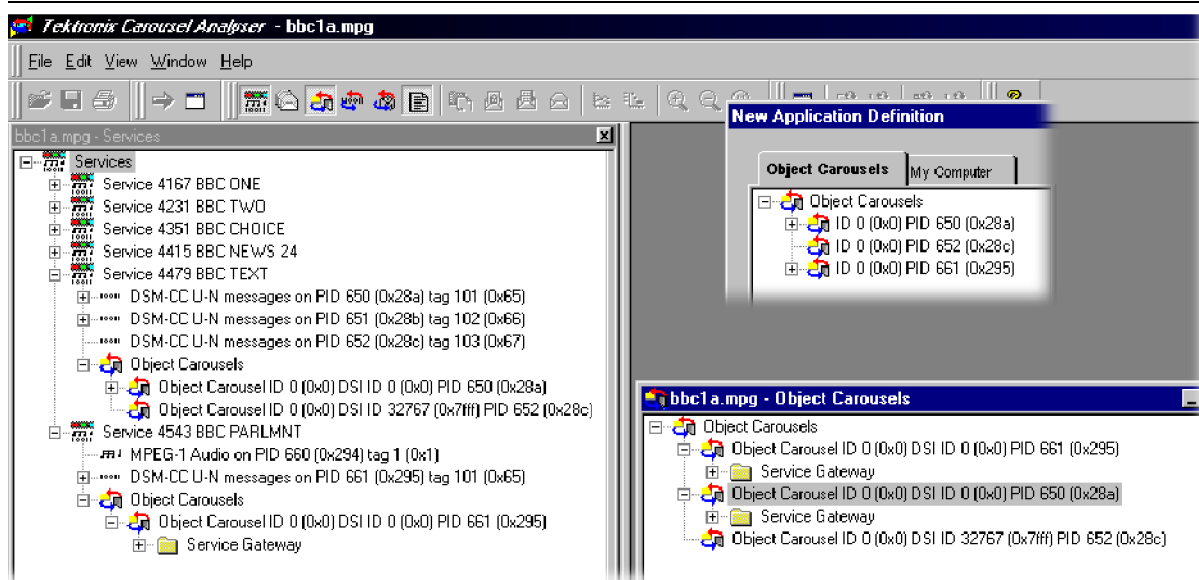 Tektronix Carousel Analyser - bbc1a.mpg
File Edit View Window Help
bbc1a.mpg - Services
Services
Service 4167 BBC ONE
Service 4231 BBC TWO
Service 4351 BBC CHOICE
Service 4415 BBC NEWS 24
Service 4479 BBC TEXT
DSM-CC U-N messages on PID 650 (0x28a) tag 101 (0x65)
DSM-CC U-N messages on PID 651 (0x28b) tag 102 (0x66)
DSM-CC U-N messages on PID 652 (0x28c) tag 103 (0x67)
Object Carousels
Object Carousel ID 0 (0x0) DSI ID 0 (0x0) PID 650 (0x28a)
Object Carousel ID 0 (0x0) DSI ID 32767 (0x7fff) PID 652 (0x28c)
Service 4543 BBC PARLMNT
MPEG-1 Audio on PID 660 (0x294) tag 1 (0x1)
DSM-CC U-N messages on PID 661 (0x295) tag 101 (0x65)
Object Carousels
Object Carousel ID 0 (0x0) DSI ID 0 (0x0) PID 661 (0x295)
Service Gateway
New Application Definition
Object Carousels My Computer
Object Carousels
ID 0 (0x0) PID 650 (0x28a)
ID 0 (0x0) PID 652 (0x28c)
ID 0 (0x0) PID 661 (0x295)
bbc1a.mpg - Object Carousels
Object Carousels
Object Carousel ID 0 (0x0) DSI ID 0 (0x0) PID 661 (0x295)
Service Gateway
Object Carousel ID 0 (0x0) DSI ID 0 (0x0) PID 650 (0x28a)
Service Gateway
Object Carousel ID 0 (0x0) DSI ID 32767 (0x7fff) PID 652 (0x28c)